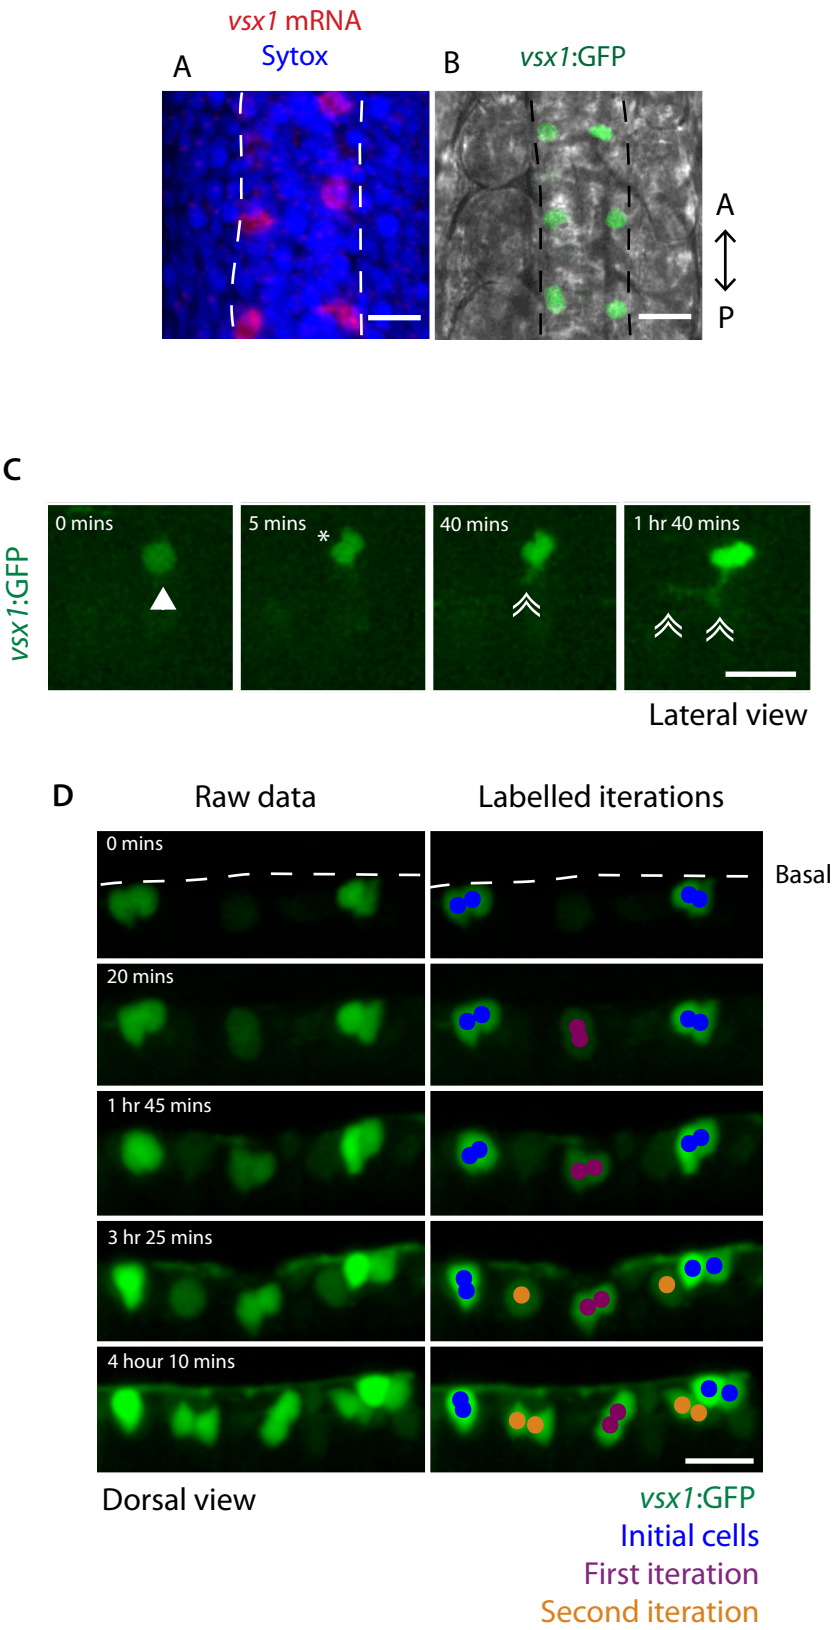 vsx1 mRNA
Sytox
A
B
vsx1:GFP
A
P
C
vsx1:GFP
0 mins
5 mins
*
40 mins
1 hr 40 mins
Lateral view
D
Raw data
Labelled iterations
0 mins
Basal
20 mins
1 hr 45 mins
3 hr 25 mins
4 hour 10 mins
Dorsal view
vsx1:GFP
Initial cells
First iteration
Second iteration